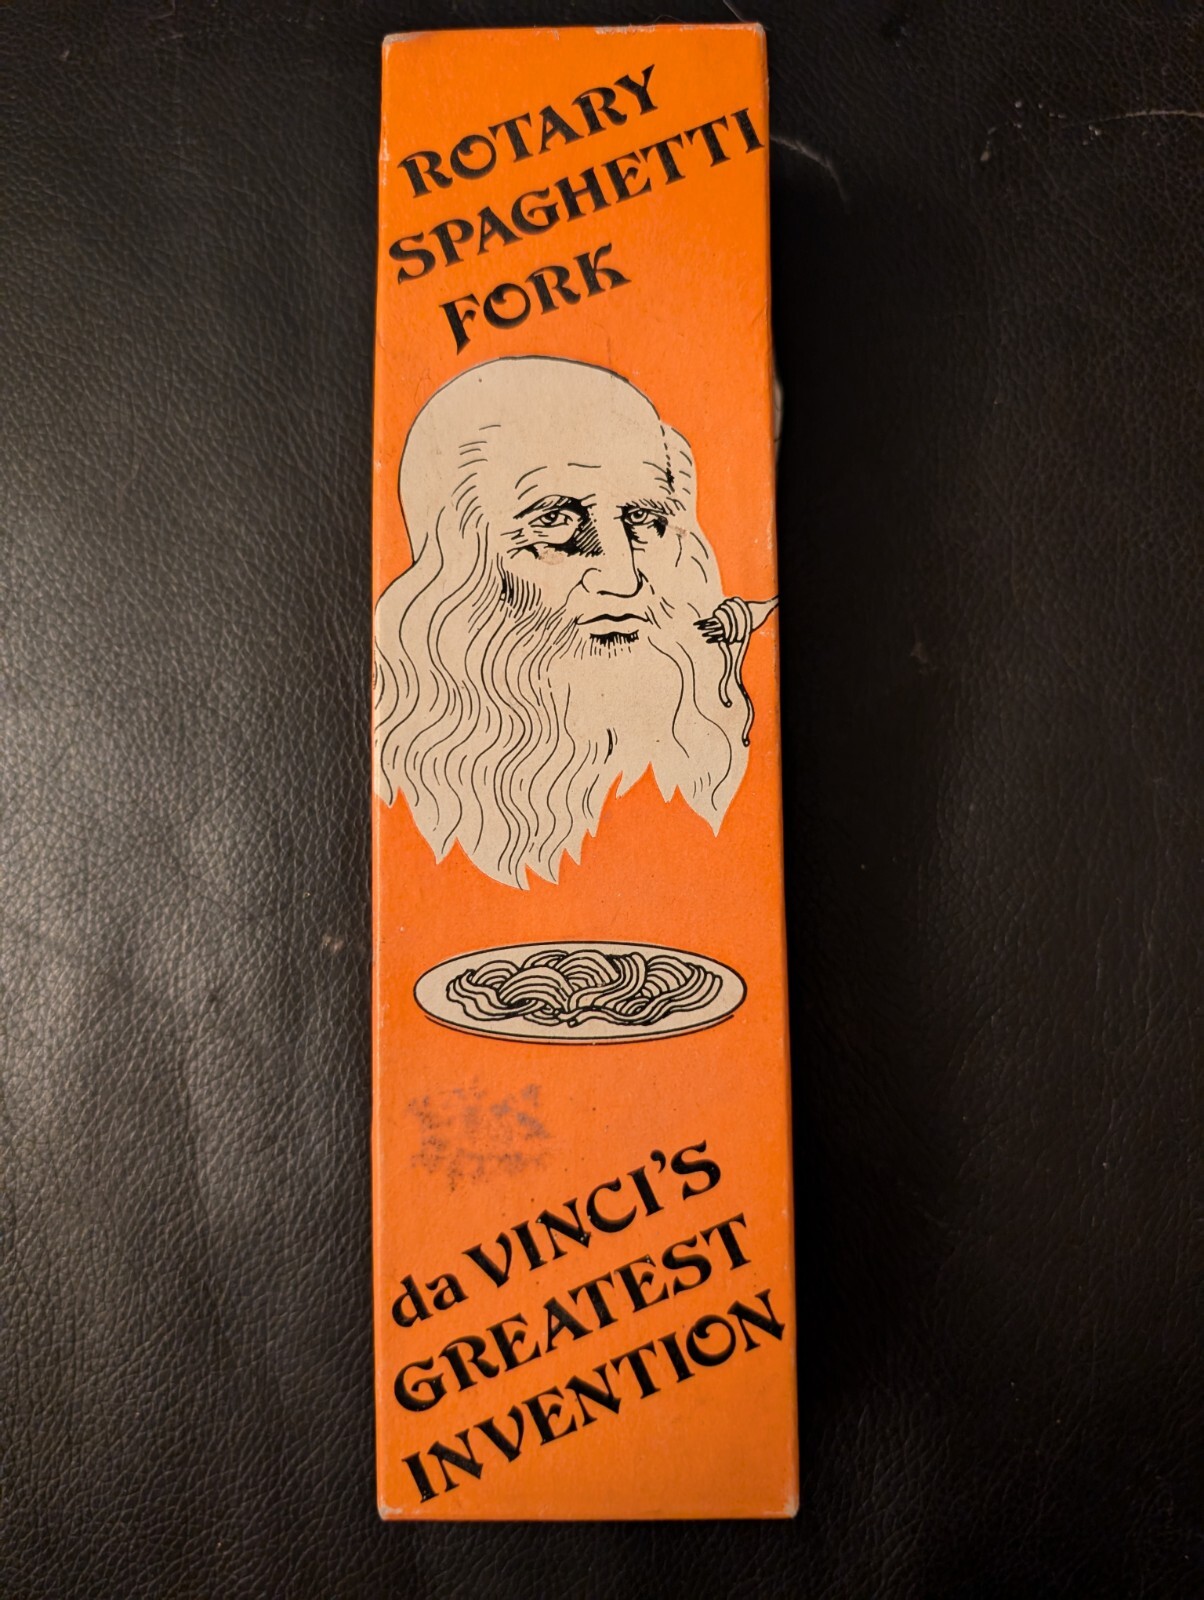 ROTARY
SPAGHETTI
FORK
da VINCI'S
GREATEST
INVENTION